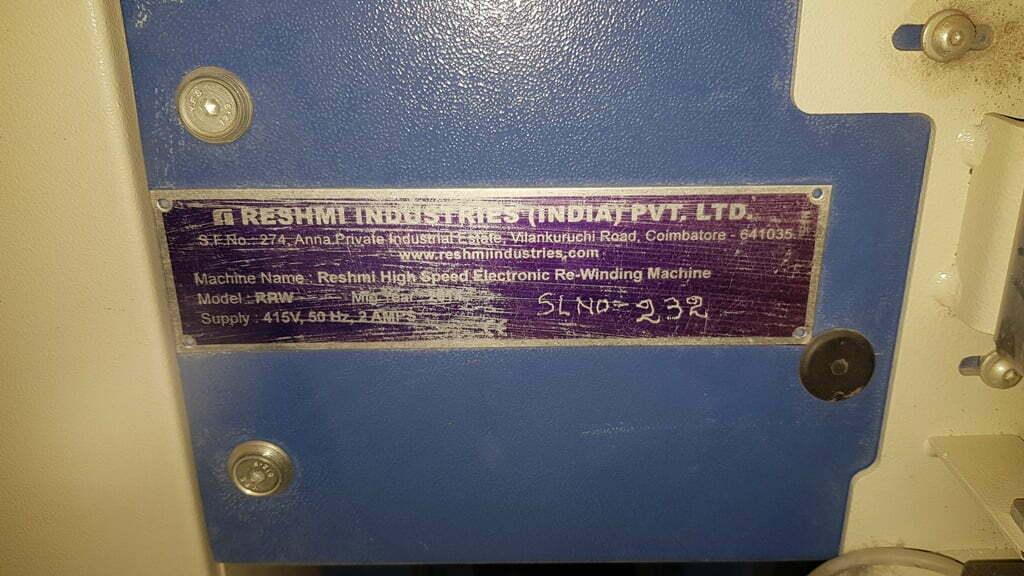 RESHMI INDUSTRIES (INDIA) PVT. LTD.
S.F.No : 274, Anna Private Industrial Estate, Vilankuruchi Road, Coimbatore - 641035
www.reshmiindustries.com
Machine Name : Reshmi High Speed Electronic Re-Winding Machine
Model : RRW Mfg Year
Supply : 415V, 50 Hz, 2 AMPS
SL NO = 232